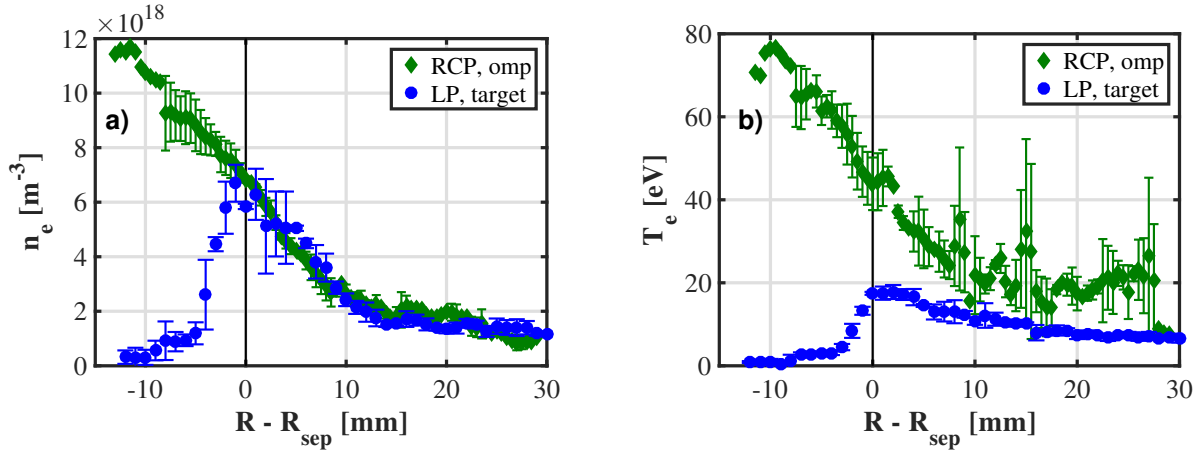 ×10^18
12
10
8
6
4
2
0
n_e [m^-3]
a)
RCP, omp
LP, target
-10 0 10 20 30
R - R_sep [mm]
80
60
40
20
0
T_e [eV]
b)
RCP, omp
LP, target
-10 0 10 20 30
R - R_sep [mm]